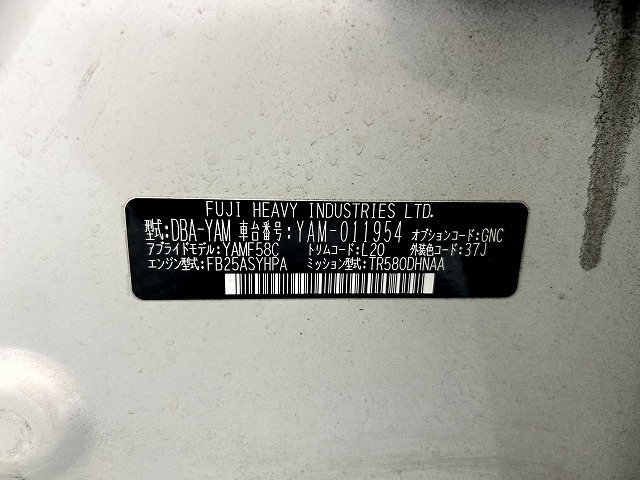 FUJI HEAVY INDUSTRIES LTD.
型式:DBA-YAM 車台番号:YAM-011954 オプションコード:GNC
アプライドモデル:YAMF58C トリムコード:L20 外装色コード:37J
エンジン型式:FB25ASYHPA ミッション型式:TR580DHNAA